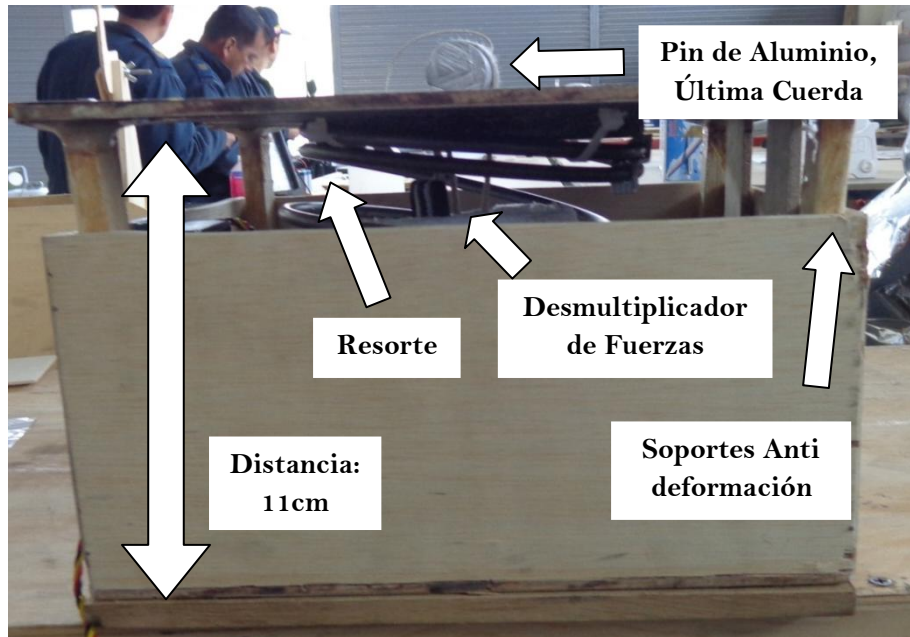 Pin de Aluminio,
Última Cuerda
Resorte
Desmultiplicador
de Fuerzas
Distancia:
11cm
Soportes Anti
deformación